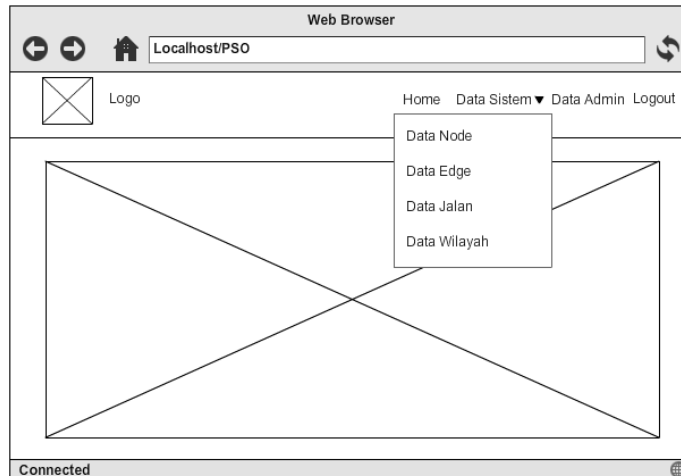 Web Browser
Localhost/PSO
Logo
Home Data Sistem Data Admin Logout
Data Node
Data Edge
Data Jalan
Data Wilayah
Connected